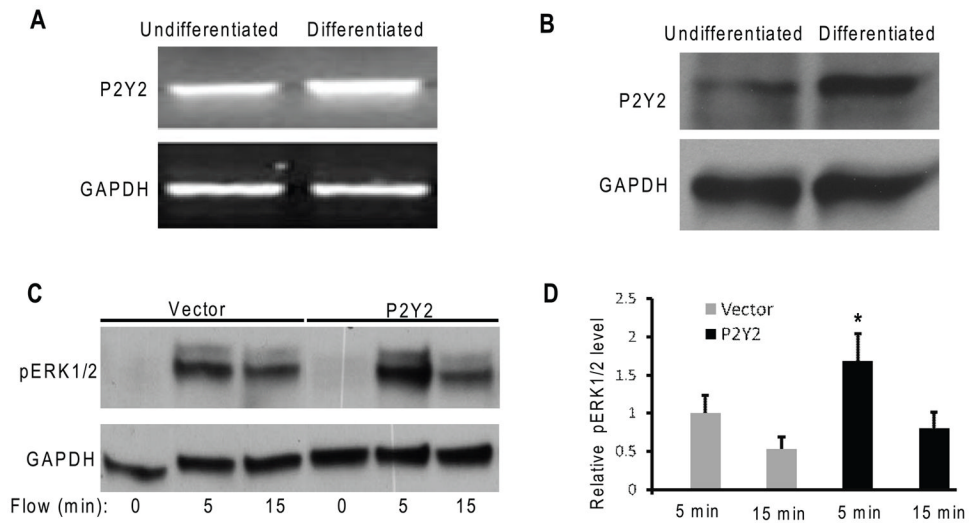 A
Undifferentiated Differentiated
P2Y2
GAPDH
B
Undifferentiated Differentiated
P2Y2
GAPDH
C
Vector P2Y2
pERK1/2
GAPDH
Flow (min): 0 5 15 0 5 15
D
Relative pERK1/2 level
2.5
2
1.5
1
0.5
0
Vector
P2Y2
*
5 min 15 min 5 min 15 min